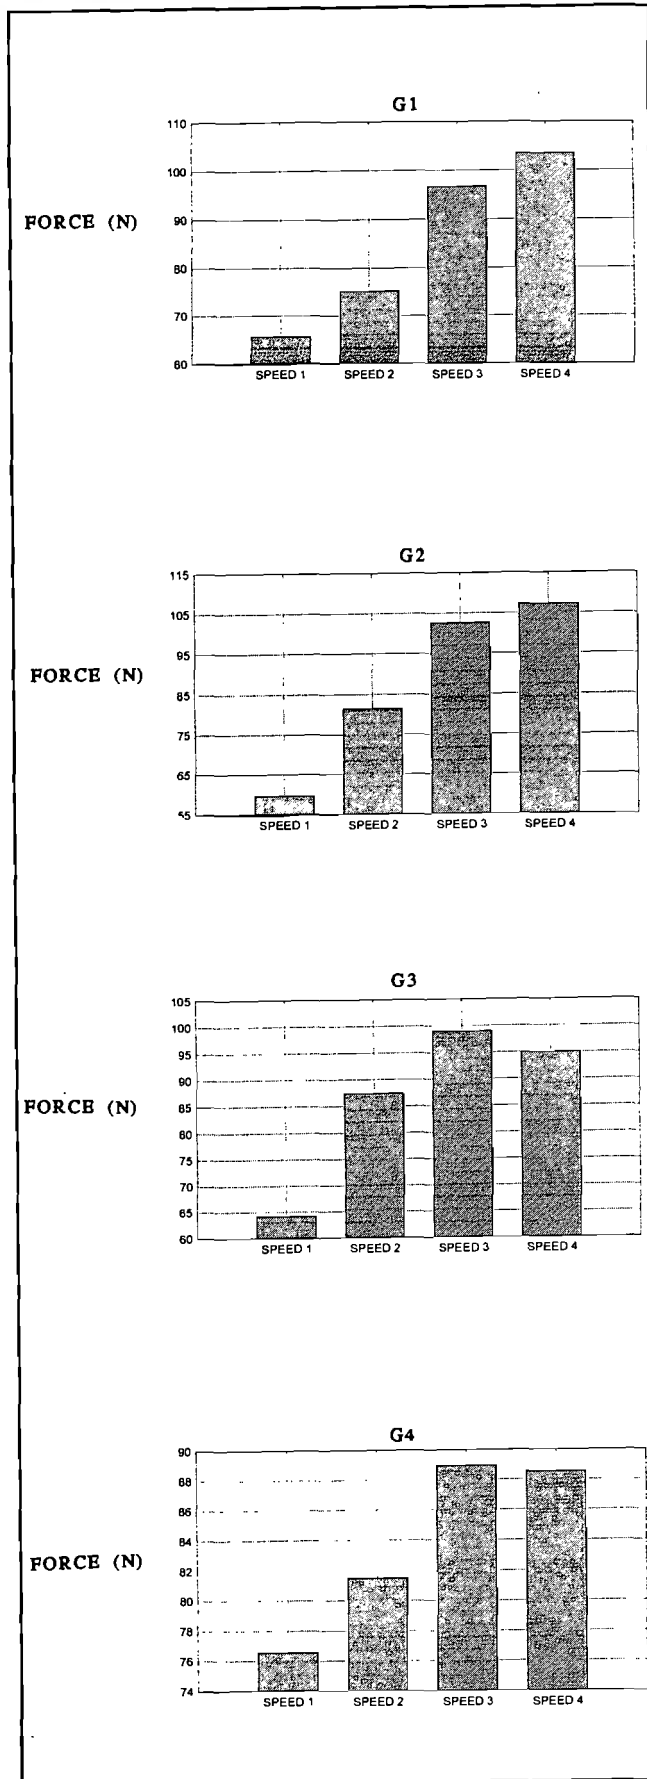 G1
110
100
90
80
70
60
FORCE (N)
SPEED 1 SPEED 2 SPEED 3 SPEED 4
G2
115
105
95
85
75
65
55
FORCE (N)
SPEED 1 SPEED 2 SPEED 3 SPEED 4
G3
105
100
95
90
85
80
75
70
65
60
FORCE (N)
SPEED 1 SPEED 2 SPEED 3 SPEED 4
G4
90
88
86
84
82
80
78
76
74
FORCE (N)
SPEED 1 SPEED 2 SPEED 3 SPEED 4